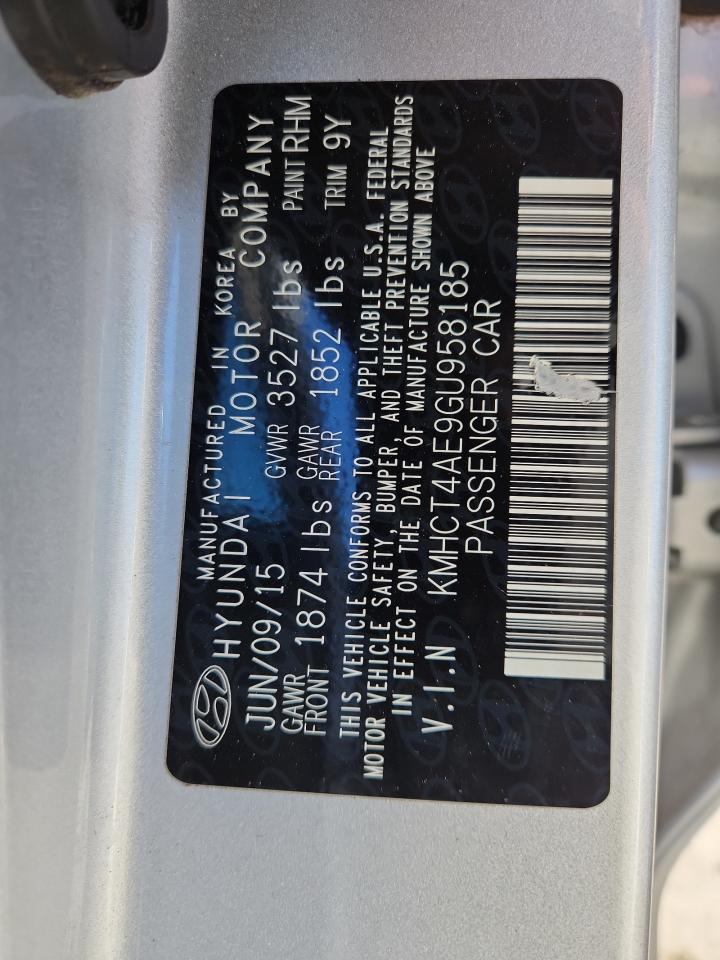 MANUFACTURED IN KOREA BY
HYUNDAI MOTOR COMPANY
JUN/09/15 GVWR 3527 lbs PAINT RHM
GAWR FRONT 1874 lbs GAWR REAR 1852 lbs TRIM 9Y
THIS VEHICLE CONFORMS TO ALL APPLICABLE U.S.A. FEDERAL
MOTOR VEHICLE SAFETY, BUMPER, AND THEFT PREVENTION STANDARDS
IN EFFECT ON THE DATE OF MANUFACTURE SHOWN ABOVE
V.I.N KMHCT4AE9GU958185
PASSENGER CAR